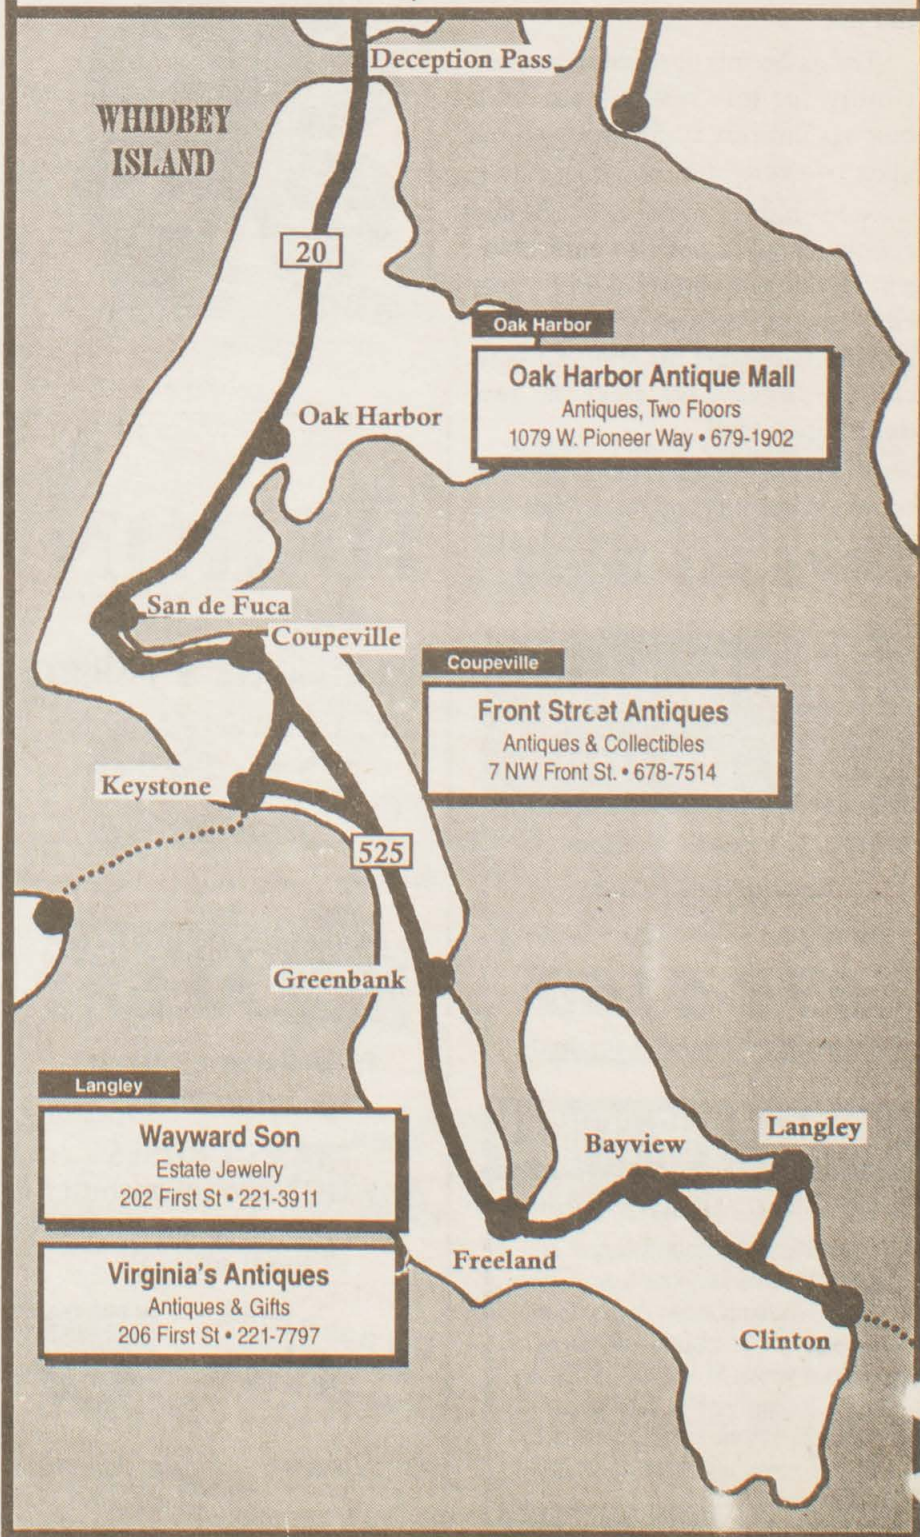 Deception Pass
WHIDBEY
ISLAND
20
Oak Harbor
Oak Harbor Antique Mall
Antiques, Two Floors
1079 W. Pioneer Way • 679-1902
Oak Harbor
San de Fuca
Coupeville
Coupeville
Front Street Antiques
Antiques & Collectibles
7 NW Front St. • 678-7514
Keystone
525
Greenbank
Langley
Wayward Son
Estate Jewelry
202 First St • 221-3911
Virginia's Antiques
Antiques & Gifts
206 First St • 221-7797
Bayview
Langley
Freeland
Clinton